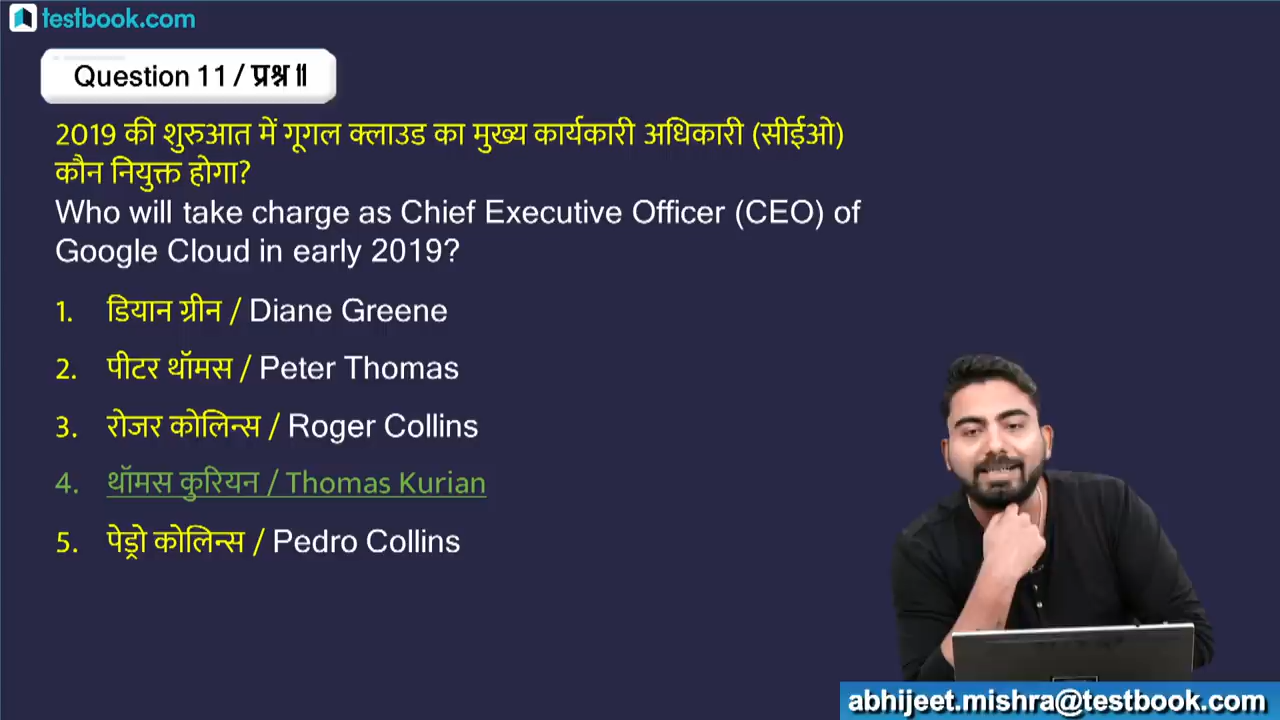 testbook.com
Question 11 / प्रश्न 11
2019 की शुरुआत में गूगल क्लाउड का मुख्य कार्यकारी अधिकारी (सीईओ)
कौन नियुक्त होगा?
Who will take charge as Chief Executive Officer (CEO) of
Google Cloud in early 2019?
1. डियान ग्रीन / Diane Greene
2. पीटर थॉमस / Peter Thomas
3. रोजर कोलिन्स / Roger Collins
4. थॉमस कुरियन / Thomas Kurian
5. पेड्रो कोलिन्स / Pedro Collins
abhijeet.mishra@testbook.com